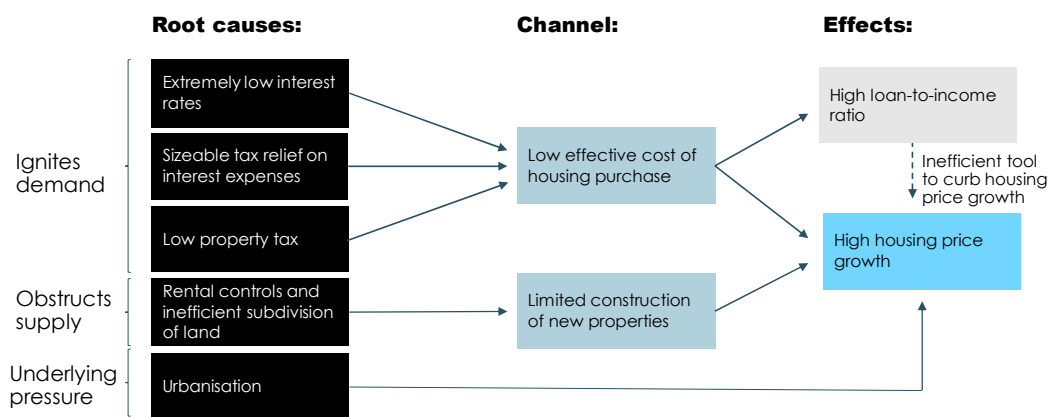 Root causes:
Channel:
Effects:
Ignites
demand
Extremely low interest
rates
Sizeable tax relief on
interest expenses
Low property tax
Low effective cost of
housing purchase
High loan-to-income
ratio
Inefficient tool
to curb housing
price growth
High housing price
growth
Obstructs
supply
Rental controls and
inefficient subdivision
of land
Limited construction
of new properties
Underlying
pressure
Urbanisation